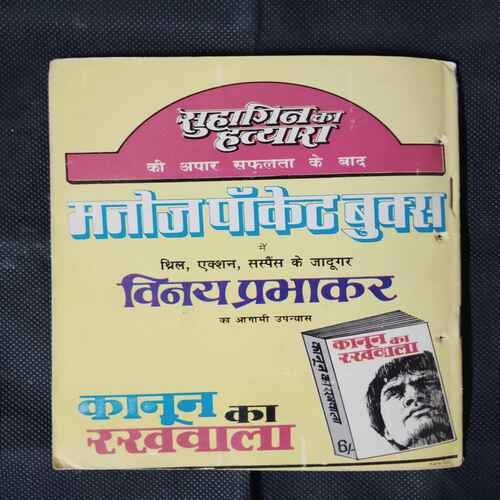 सुहागिन का
हत्यारा
की अपार सफलता के बाद
मनोज पॉकेट बुक्स
में
थ्रिल, एक्शन, सस्पैंस के जादूगर
विनय प्रभाकर
का आगामी उपन्यास
कानून का
रखवाला
कानून का
रखवाला
कानून का रखवाला
6/-